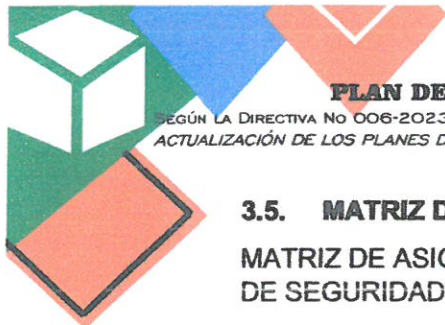 PLAN DE
SEGÚN LA DIRECTIVA No 006-2023
ACTUALIZACIÓN DE LOS PLANES D
3.5. MATRIZ D
MATRIZ DE ASIG
DE SEGURIDAD